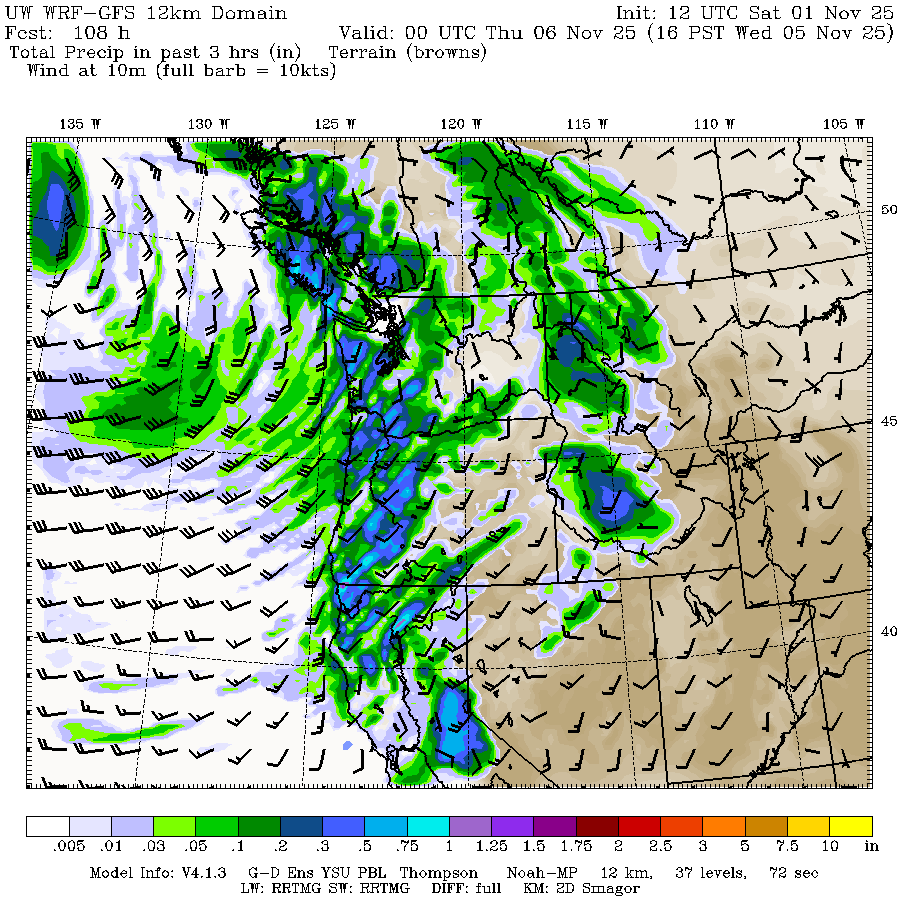 UW WRF-GFS 12km Domain Init: 12 UTC Sat 01 Nov 25
Fcst: 108 h Valid: 00 UTC Thu 06 Nov 25 (16 PST Wed 05 Nov 25)
Total Precip in past 3 hrs (in) Terrain (browns)
Wind at 10m (full barb = 10kts)
135 W 130 W 125 W 120 W 115 W 110 W 105 W
50
45
40
.005 .01 .03 .05 .1 .2 .3 .5 .75 1 1.25 1.5 1.75 2 2.5 3 5 7.5 10 in
Model Info: V4.1.3 G-D Ens YSU PBL Thompson Noah-MP 12 km, 37 levels, 72 sec
LW: RRTMG SW: RRTMG DIFF: full KM: 2D Smagor